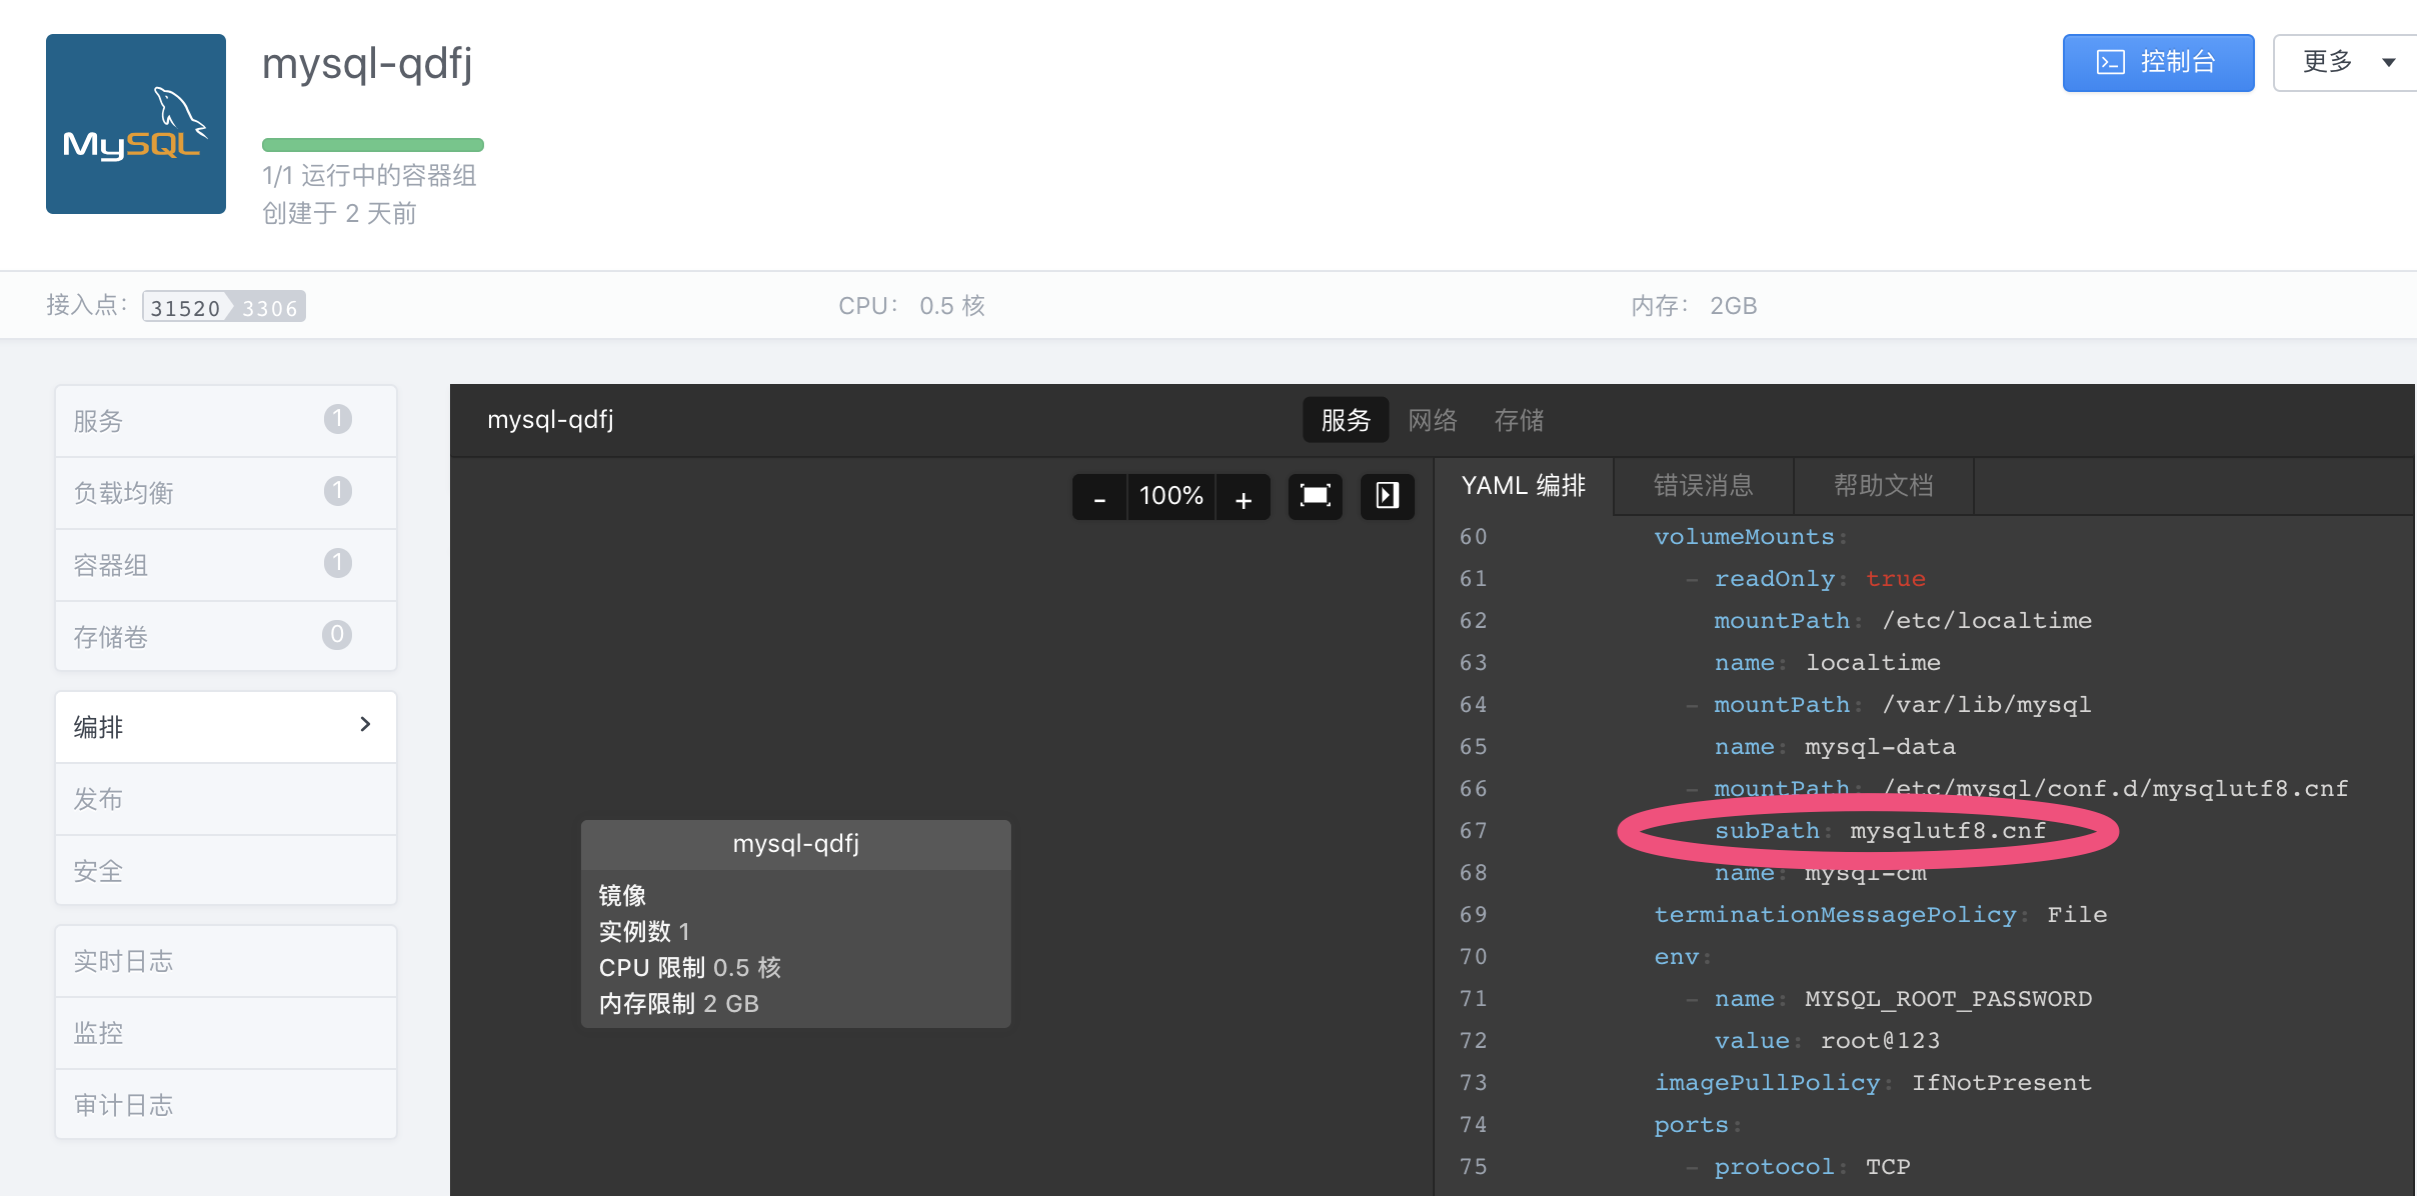 MySQL
mysql-qdfj
1/1 运行中的容器组
创建于 2 天前
控制台
更多
接入点： 31520 3306
CPU： 0.5 核
内存： 2GB
服务 1
负载均衡 1
容器组 1
存储卷 0
编排
发布
安全
实时日志
监控
审计日志
mysql-qdfj
服务 网络 存储
- 100% +
mysql-qdfj
镜像
实例数 1
CPU 限制 0.5 核
内存限制 2 GB
YAML 编排 错误消息 帮助文档
60 volumeMounts:
61 - readOnly: true
62 mountPath: /etc/localtime
63 name: localtime
64 - mountPath: /var/lib/mysql
65 name: mysql-data
66 - mountPath: /etc/mysql/conf.d/mysqlutf8.cnf
67 subPath: mysqlutf8.cnf
68 name: mysql-cm
69 terminationMessagePolicy: File
70 env:
71 - name: MYSQL_ROOT_PASSWORD
72 value: root@123
73 imagePullPolicy: IfNotPresent
74 ports:
75 - protocol: TCP